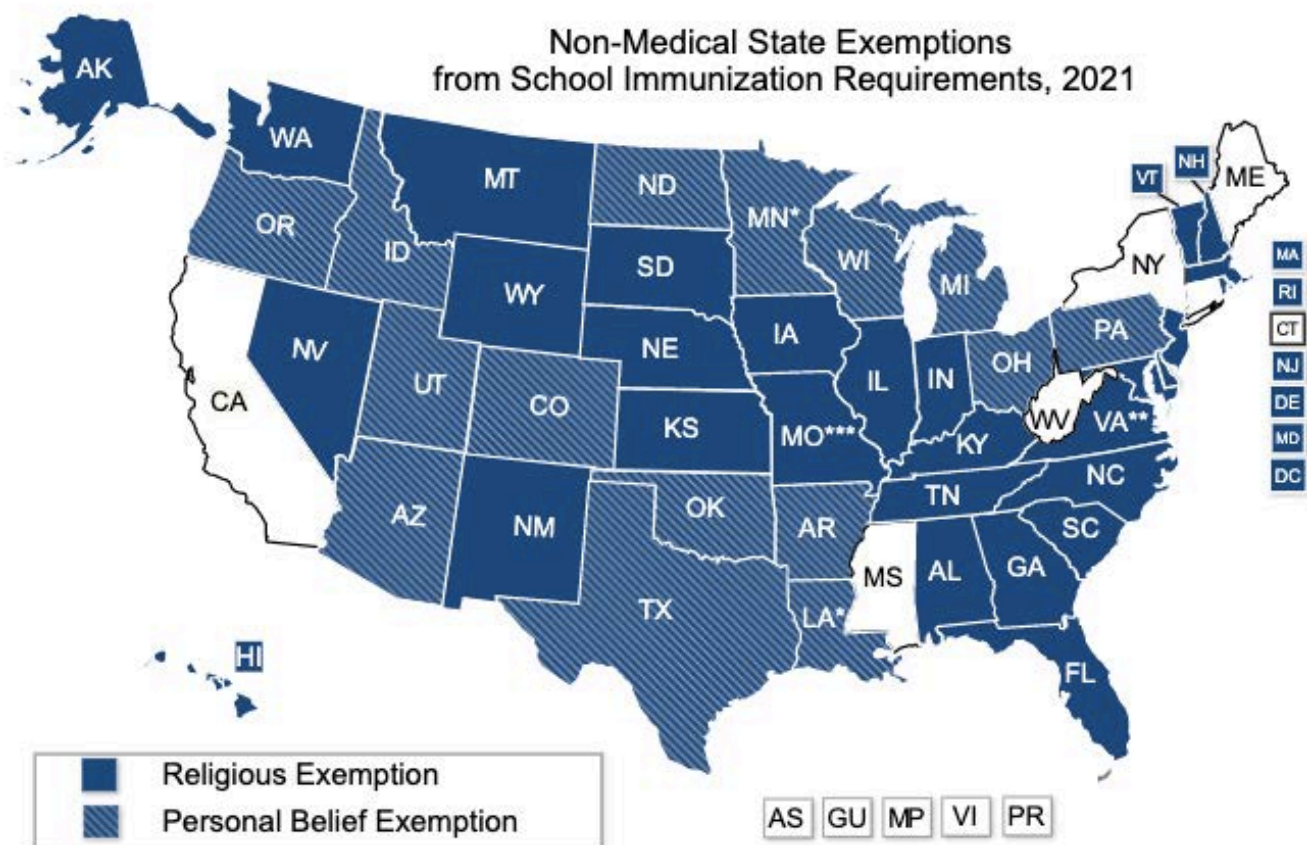 Non-Medical State Exemptions
from School Immunization Requirements, 2021
AK
WA
MT
ND
MN*
VT
NH
ME
OR
ID
SD
WI
MI
NY
MA
WY
RI
IA
PA
CT
NV
NE
OH
NJ
UT
IL
IN
CA
CO
DE
WV
VA**
KS
MO***
KY
MD
NC
DC
TN
AZ
OK
NM
AR
SC
MS
AL
GA
TX
LA*
HI
FL
Religious Exemption
Personal Belief Exemption
AS
GU
MP
VI
PR